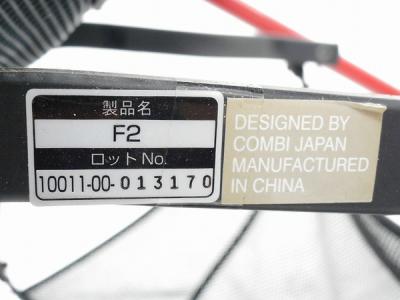 製品名
F2
ロットNo.
10011-00-013170
DESIGNED BY
COMBI JAPAN
MANUFACTURED
IN CHINA